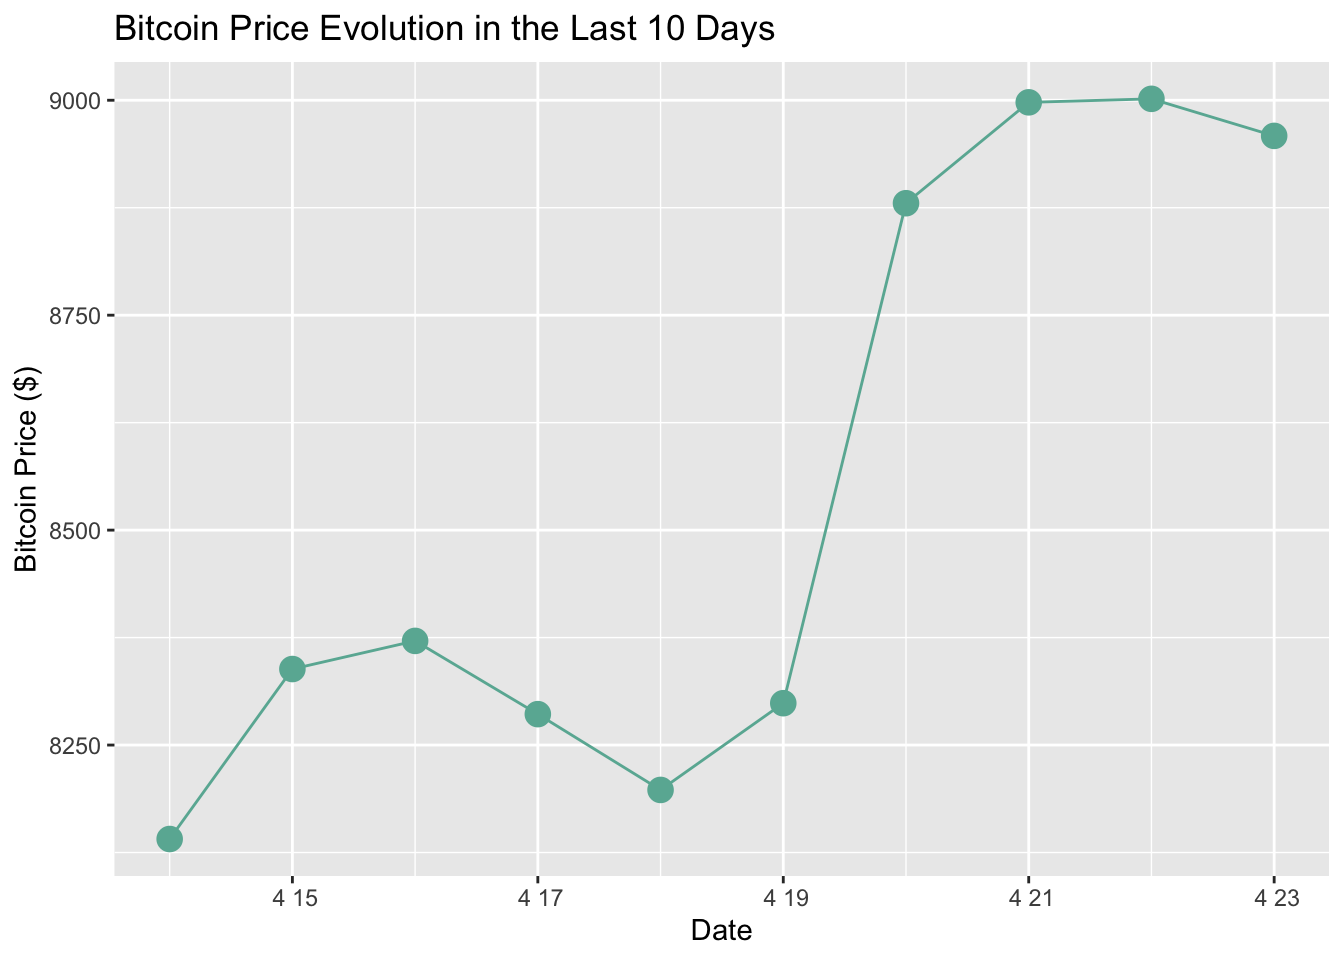 Bitcoin Price Evolution in the Last 10 Days
Bitcoin Price ($)
9000
8750
8500
8250
4 15 4 17 4 19 4 21 4 23
Date